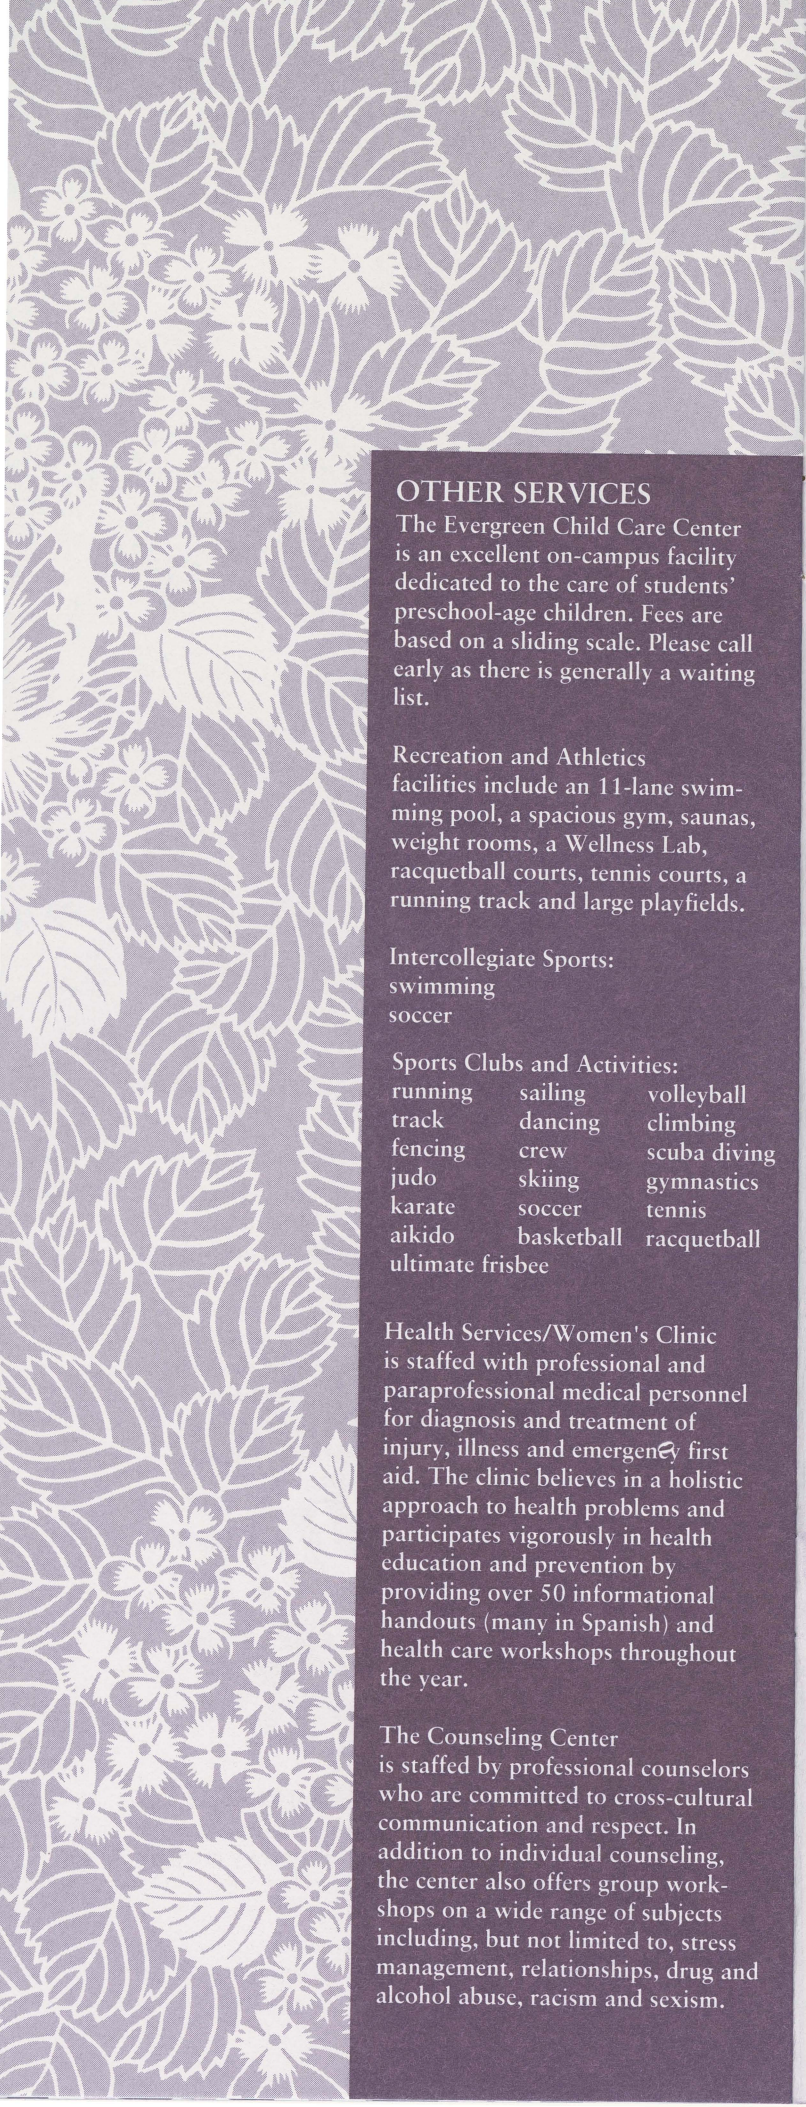 OTHER SERVICES
The Evergreen Child Care Center
is an excellent on-campus facility
dedicated to the care of students'
preschool-age children. Fees are
based on a sliding scale. Please call
early as there is generally a waiting
list.
Recreation and Athletics
facilities include an 11-lane swim-
ming pool, a spacious gym, saunas,
weight rooms, a Wellness Lab,
racquetball courts, tennis courts, a
running track and large playfields.
Intercollegiate Sports:
swimming
soccer
Sports Clubs and Activities:
running sailing volleyball
track dancing climbing
fencing crew scuba diving
judo skiing gymnastics
karate soccer tennis
aikido basketball racquetball
ultimate frisbee
Health Services/Women's Clinic
is staffed with professional and
paraprofessional medical personnel
for diagnosis and treatment of
injury, illness and emergency first
aid. The clinic believes in a holistic
approach to health problems and
participates vigorously in health
education and prevention by
providing over 50 informational
handouts (many in Spanish) and
health care workshops throughout
the year.
The Counseling Center
is staffed by professional counselors
who are committed to cross-cultural
communication and respect. In
addition to individual counseling,
the center also offers group work-
shops on a wide range of subjects
including, but not limited to, stress
management, relationships, drug and
alcohol abuse, racism and sexism.